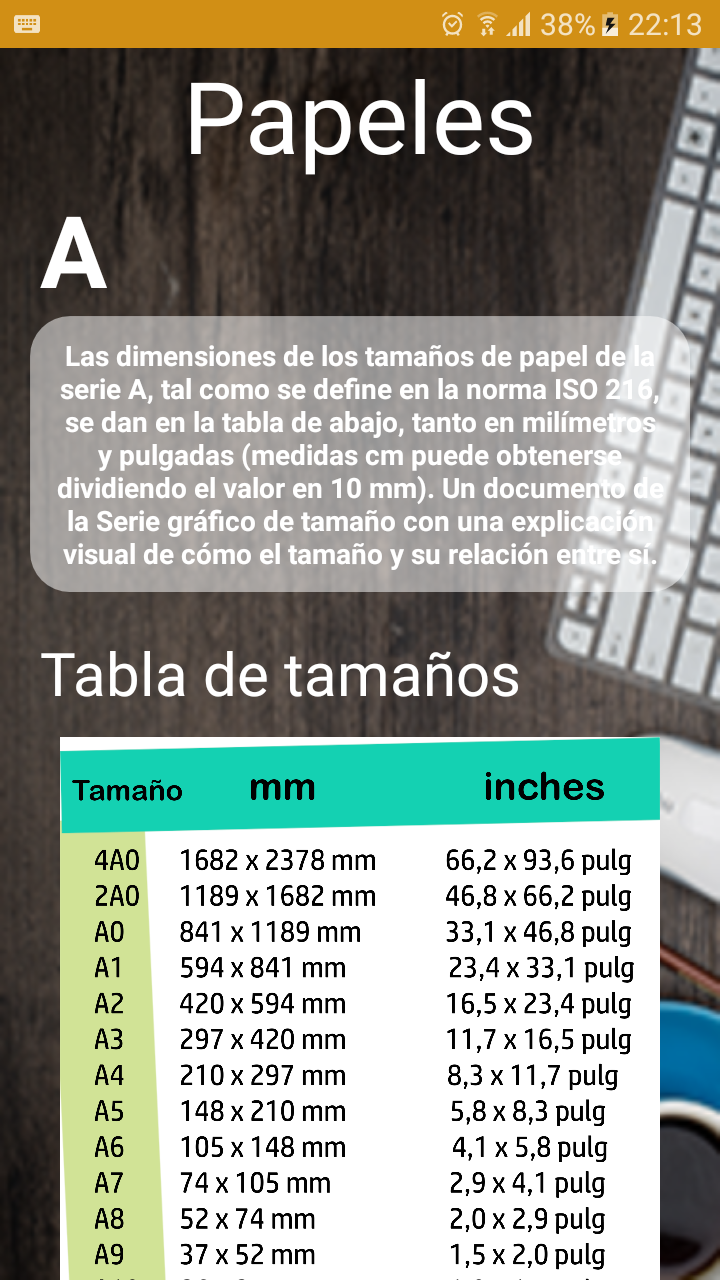 38% 22:13
Papeles
A
Las dimensiones de los tamaños de papel de la
serie A, tal como se define en la norma ISO 216,
se dan en la tabla de abajo, tanto en milímetros
y pulgadas (medidas cm puede obtenerse
dividiendo el valor en 10 mm). Un documento de
la Serie gráfico de tamaño con una explicación
visual de cómo el tamaño y su relación entre sí.
Tabla de tamaños
Tamaño mm inches
4A0 1682 x 2378 mm 66,2 x 93,6 pulg
2A0 1189 x 1682 mm 46,8 x 66,2 pulg
A0 841 x 1189 mm 33,1 x 46,8 pulg
A1 594 x 841 mm 23,4 x 33,1 pulg
A2 420 x 594 mm 16,5 x 23,4 pulg
A3 297 x 420 mm 11,7 x 16,5 pulg
A4 210 x 297 mm 8,3 x 11,7 pulg
A5 148 x 210 mm 5,8 x 8,3 pulg
A6 105 x 148 mm 4,1 x 5,8 pulg
A7 74 x 105 mm 2,9 x 4,1 pulg
A8 52 x 74 mm 2,0 x 2,9 pulg
A9 37 x 52 mm 1,5 x 2,0 pulg